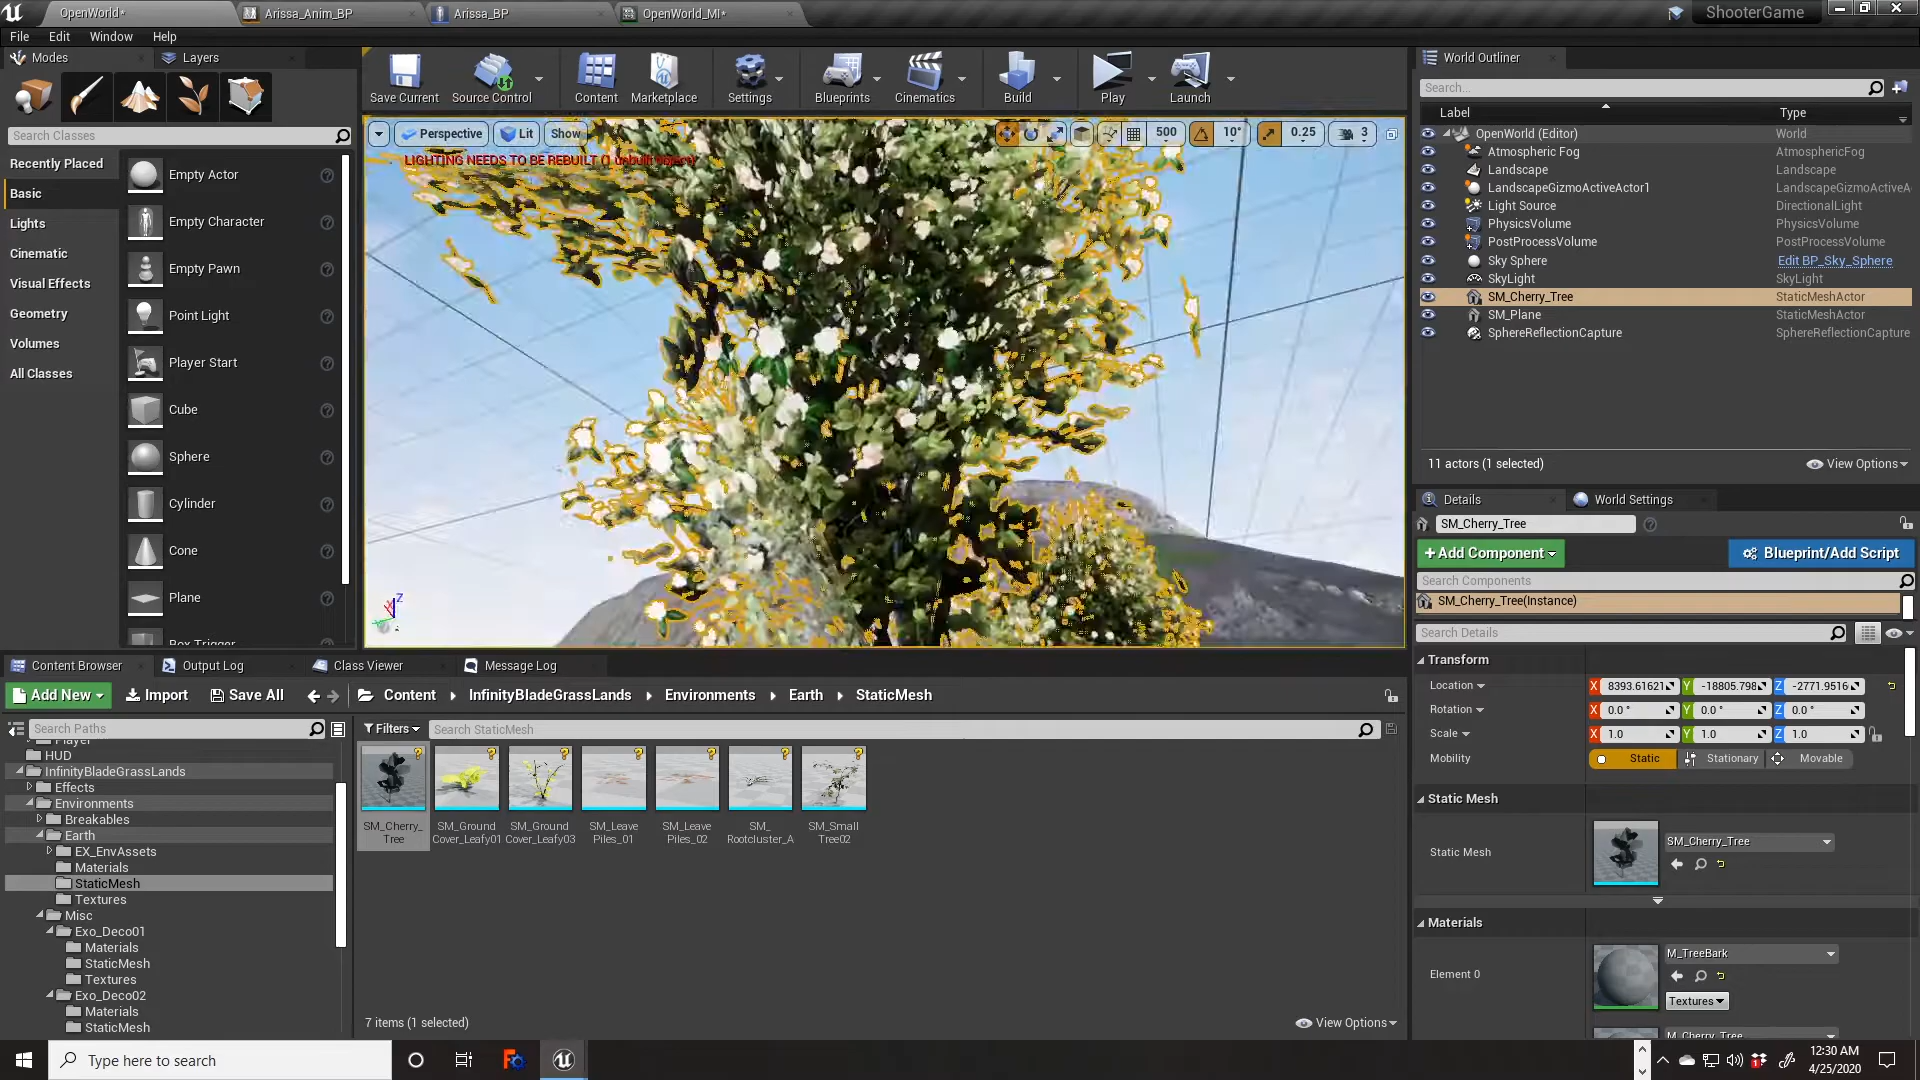 OpenWorld*
Arissa_Anim_BP
Arissa_BP
OpenWorld_MI*
ShooterGame
File Edit Window Help
Modes
Layers
Search Classes
Recently Placed
Basic
Lights
Cinematic
Visual Effects
Geometry
Volumes
All Classes
Empty Actor
Empty Character
Empty Pawn
Point Light
Player Start
Cube
Sphere
Cylinder
Cone
Plane
Box Trigger
Save Current
Source Control
Content
Marketplace
Settings
Blueprints
Cinematics
Build
Play
Launch
Perspective
Lit
Show
500
10°
0.25
3
LIGHTING NEEDS TO BE REBUILT (1 unbuilt object)
X
Z
World Outliner
Search...
Label Type
OpenWorld (Editor) World
Atmospheric Fog AtmosphericFog
Landscape Landscape
LandscapeGizmoActiveActor1 LandscapeGizmoActiveA
Light Source DirectionalLight
PhysicsVolume PhysicsVolume
PostProcessVolume PostProcessVolume
Sky Sphere Edit BP_Sky_Sphere
SkyLight SkyLight
SM_Cherry_Tree StaticMeshActor
SM_Plane StaticMeshActor
SphereReflectionCapture SphereReflectionCapture
11 actors (1 selected)
View Options
Details
World Settings
SM_Cherry_Tree
+Add Component
Blueprint/Add Script
Search Components
SM_Cherry_Tree(Instance)
Search Details
Transform
Location X 8393.61621 Y -18805.798 Z -2771.9516
Rotation X 0.0 ° Y 0.0 ° Z 0.0 °
Scale X 1.0 Y 1.0 Z 1.0
Mobility Static Stationary Movable
Static Mesh
Static Mesh
SM_Cherry_Tree
Materials
Element 0
M_TreeBark
Textures
M_Cherry_Tree
Content Browser
Output Log
Class Viewer
Message Log
Add New
Import
Save All
Content
InfinityBladeGrassLands
Environments
Earth
StaticMesh
Search Paths
Filters
Search StaticMesh
Player
HUD
InfinityBladeGrassLands
Effects
Environments
Breakables
Earth
EX_EnvAssets
Materials
StaticMesh
Textures
Misc
Exo_Deco01
Materials
StaticMesh
Textures
Exo_Deco02
Materials
StaticMesh
SM_Cherry_
Tree
SM_Ground
Cover_Leafy01
SM_Ground
Cover_Leafy03
SM_Leave
Piles_01
SM_Leave
Piles_02
SM_
Rootcluster_A
SM_Small
Tree02
7 items (1 selected)
View Options
Type here to search
12:30 AM
4/25/2020